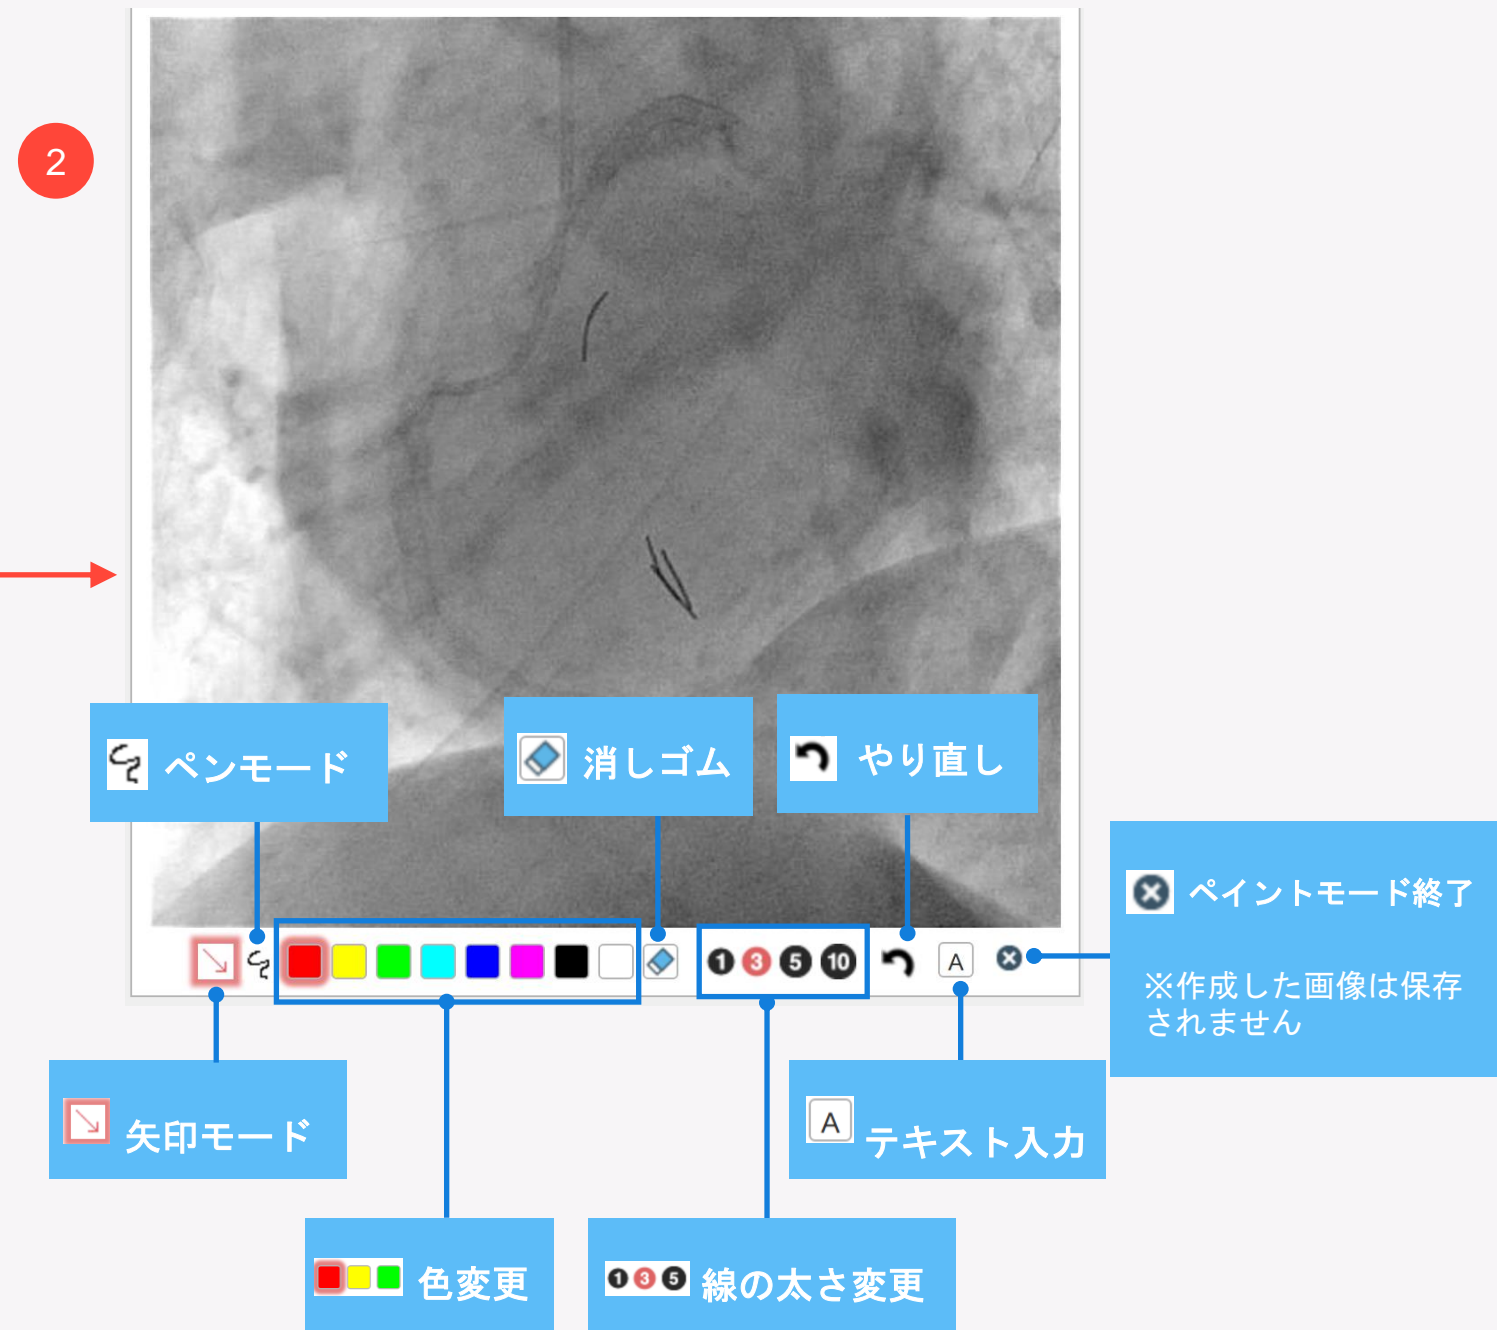 2
ペンモード
消しゴム
やり直し
ペイントモード終了
※作成した画像は保存
されません
1 3 5 10
A
矢印モード
A テキスト入力
色変更
1 3 5 線の太さ変更